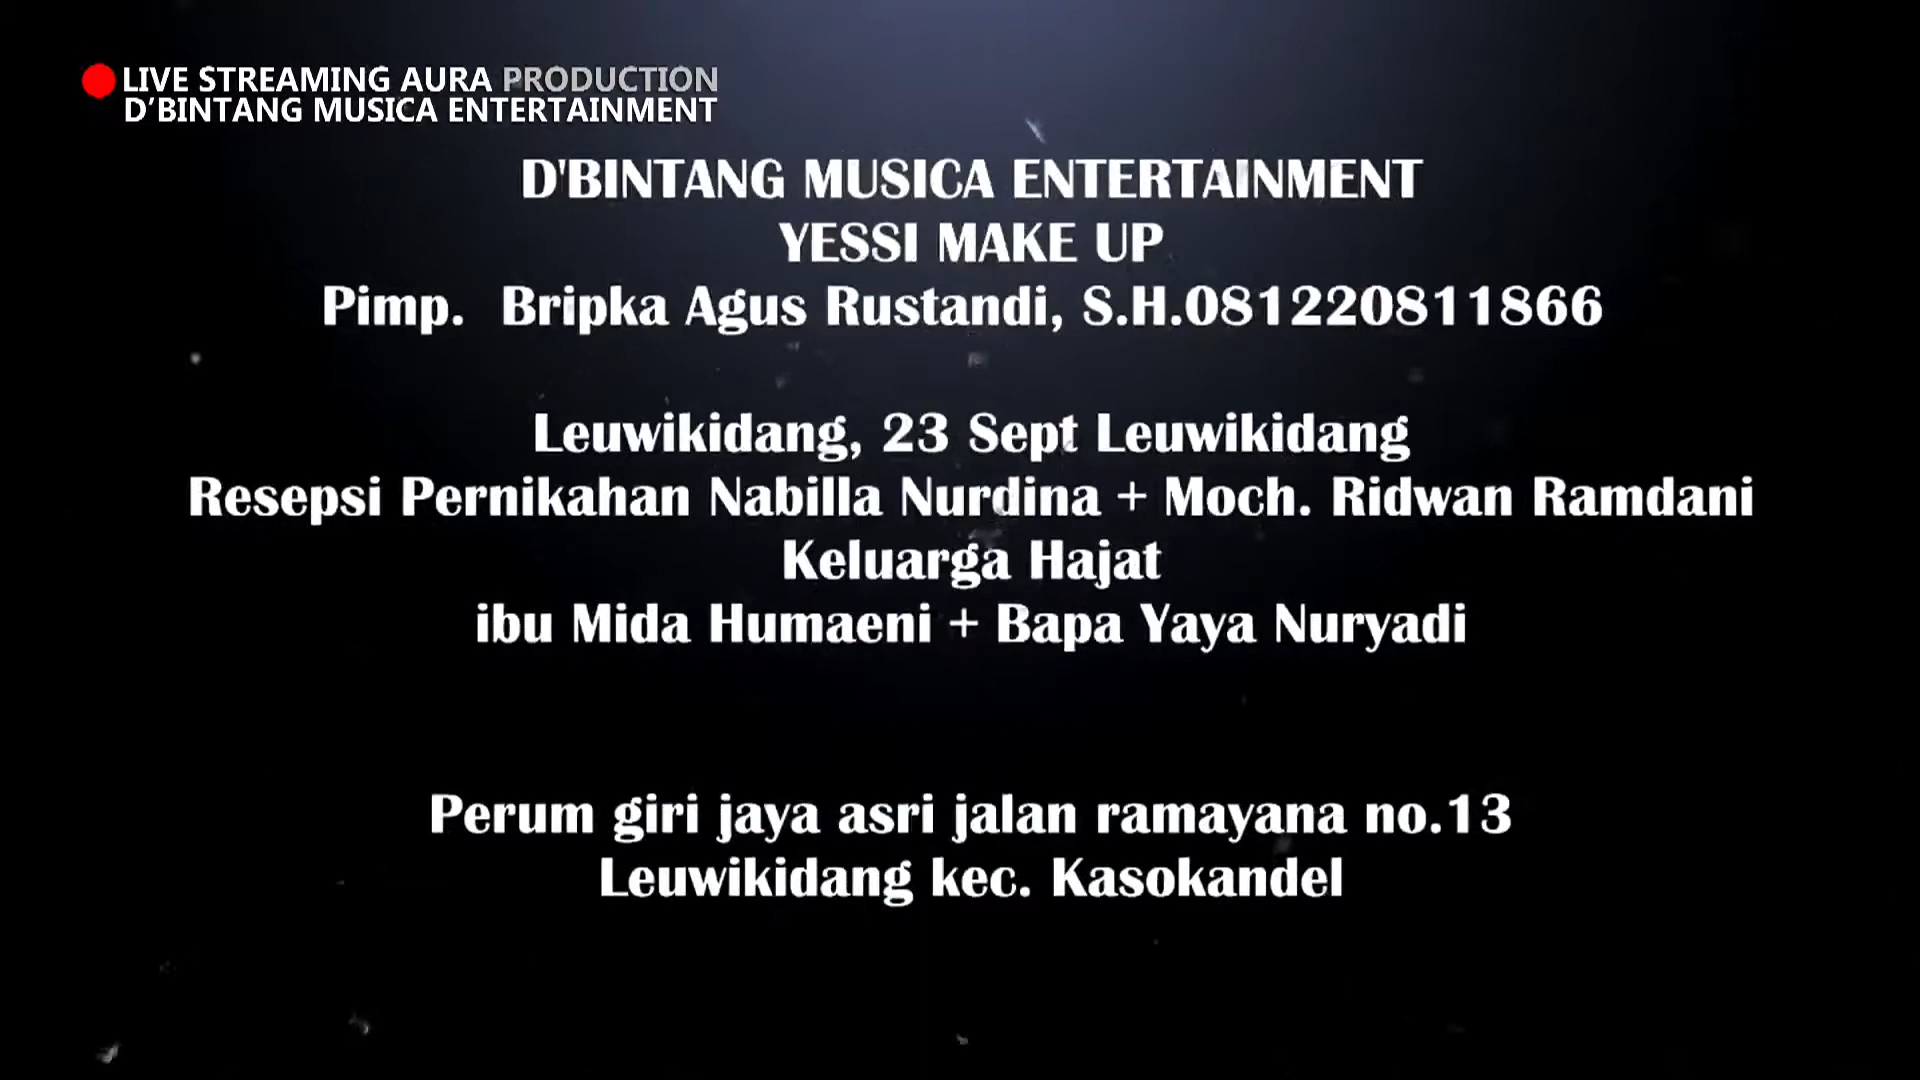 LIVE STREAMING AURA PRODUCTION
D’BINTANG MUSICA ENTERTAINMENT
D'BINTANG MUSICA ENTERTAINMENT
YESSI MAKE UP
Pimp.  Bripka Agus Rustandi, S.H.081220811866
Leuwikidang, 23 Sept Leuwikidang
Resepsi Pernikahan Nabilla Nurdina + Moch. Ridwan Ramdani
Keluarga Hajat
ibu Mida Humaeni + Bapa Yaya Nuryadi
Perum giri jaya asri jalan ramayana no.13
Leuwikidang kec. Kasokandel